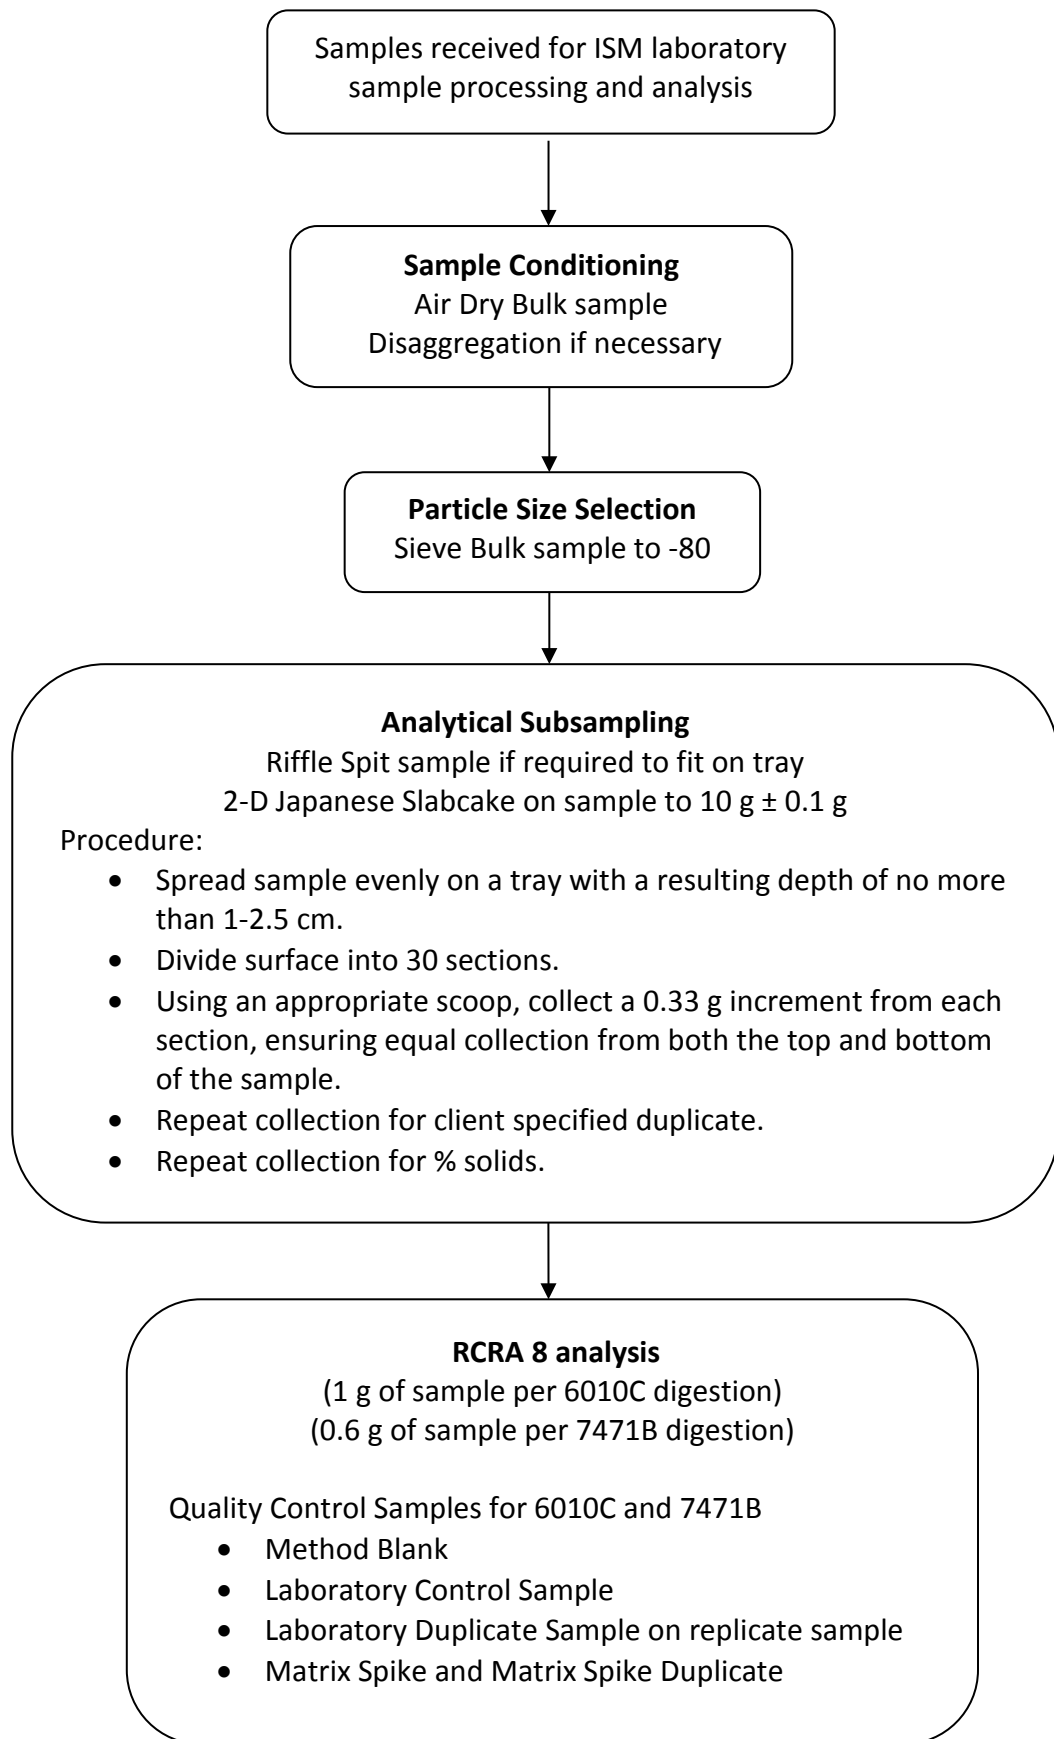 Samples received for ISM laboratory
sample processing and analysis
Sample Conditioning
Air Dry Bulk sample
Disaggregation if necessary
Particle Size Selection
Sieve Bulk sample to -80
Analytical Subsampling
Riffle Spit sample if required to fit on tray
2-D Japanese Slabcake on sample to 10 g ± 0.1 g
Procedure:
• Spread sample evenly on a tray with a resulting depth of no more
than 1-2.5 cm.
• Divide surface into 30 sections.
• Using an appropriate scoop, collect a 0.33 g increment from each
section, ensuring equal collection from both the top and bottom
of the sample.
• Repeat collection for client specified duplicate.
• Repeat collection for % solids.
RCRA 8 analysis
(1 g of sample per 6010C digestion)
(0.6 g of sample per 7471B digestion)
Quality Control Samples for 6010C and 7471B
• Method Blank
• Laboratory Control Sample
• Laboratory Duplicate Sample on replicate sample
• Matrix Spike and Matrix Spike Duplicate